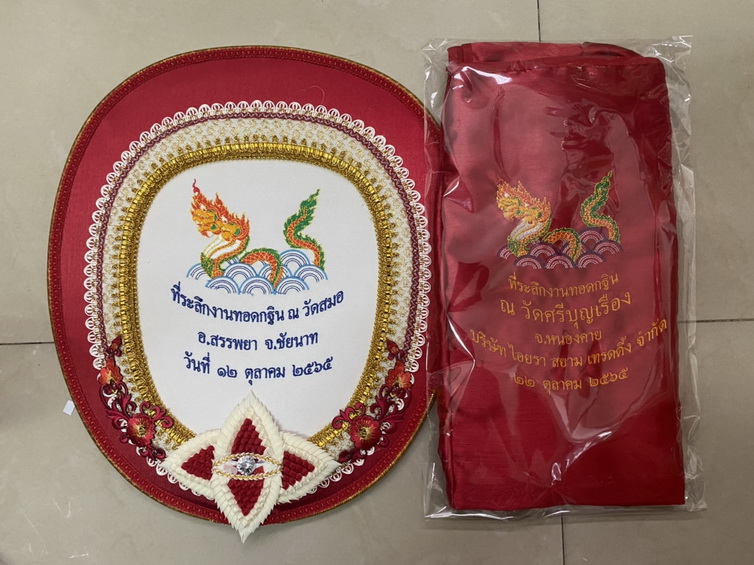 ที่ระลึกงานทอดกฐิน ณ วัดสมอ
อ.สรรพยา จ.ชัยนาท
วันที่ ๑๒ ตุลาคม ๒๕๖๕
ที่ระลึกงานทอดกฐิน
ณ วัดศรีบุญเรือง
จ.หนองคาย
บริษัท ไอยรา สยาม เทรดดิ้ง จำกัด
๒๒ ตุลาคม ๒๕๖๕